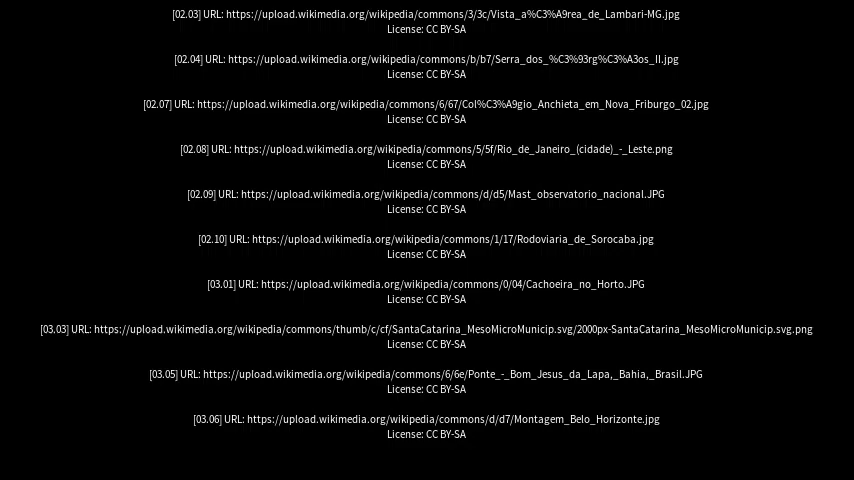 [02.03] URL: https://upload.wikimedia.org/wikipedia/commons/3/3c/Vista_a%C3%A9rea_de_Lambari-MG.jpg
License: CC BY-SA
[02.04] URL: https://upload.wikimedia.org/wikipedia/commons/b/b7/Serra_dos_%C3%93rg%C3%A3os_II.jpg
License: CC BY-SA
[02.07] URL: https://upload.wikimedia.org/wikipedia/commons/6/67/Col%C3%A9gio_Anchieta_em_Nova_Friburgo_02.jpg
License: CC BY-SA
[02.08] URL: https://upload.wikimedia.org/wikipedia/commons/5/5f/Rio_de_Janeiro_(cidade)_-_Leste.png
License: CC BY-SA
[02.09] URL: https://upload.wikimedia.org/wikipedia/commons/d/d5/Mast_observatorio_nacional.JPG
License: CC BY-SA
[02.10] URL: https://upload.wikimedia.org/wikipedia/commons/1/17/Rodoviaria_de_Sorocaba.jpg
License: CC BY-SA
[03.01] URL: https://upload.wikimedia.org/wikipedia/commons/0/04/Cachoeira_no_Horto.JPG
License: CC BY-SA
[03.03] URL: https://upload.wikimedia.org/wikipedia/commons/thumb/c/cf/SantaCatarina_MesoMicroMunicip.svg/2000px-SantaCatarina_MesoMicroMunicip.svg.png
License: CC BY-SA
[03.05] URL: https://upload.wikimedia.org/wikipedia/commons/6/6e/Ponte_-_Bom_Jesus_da_Lapa,_Bahia,_Brasil.JPG
License: CC BY-SA
[03.06] URL: https://upload.wikimedia.org/wikipedia/commons/d/d7/Montagem_Belo_Horizonte.jpg
License: CC BY-SA